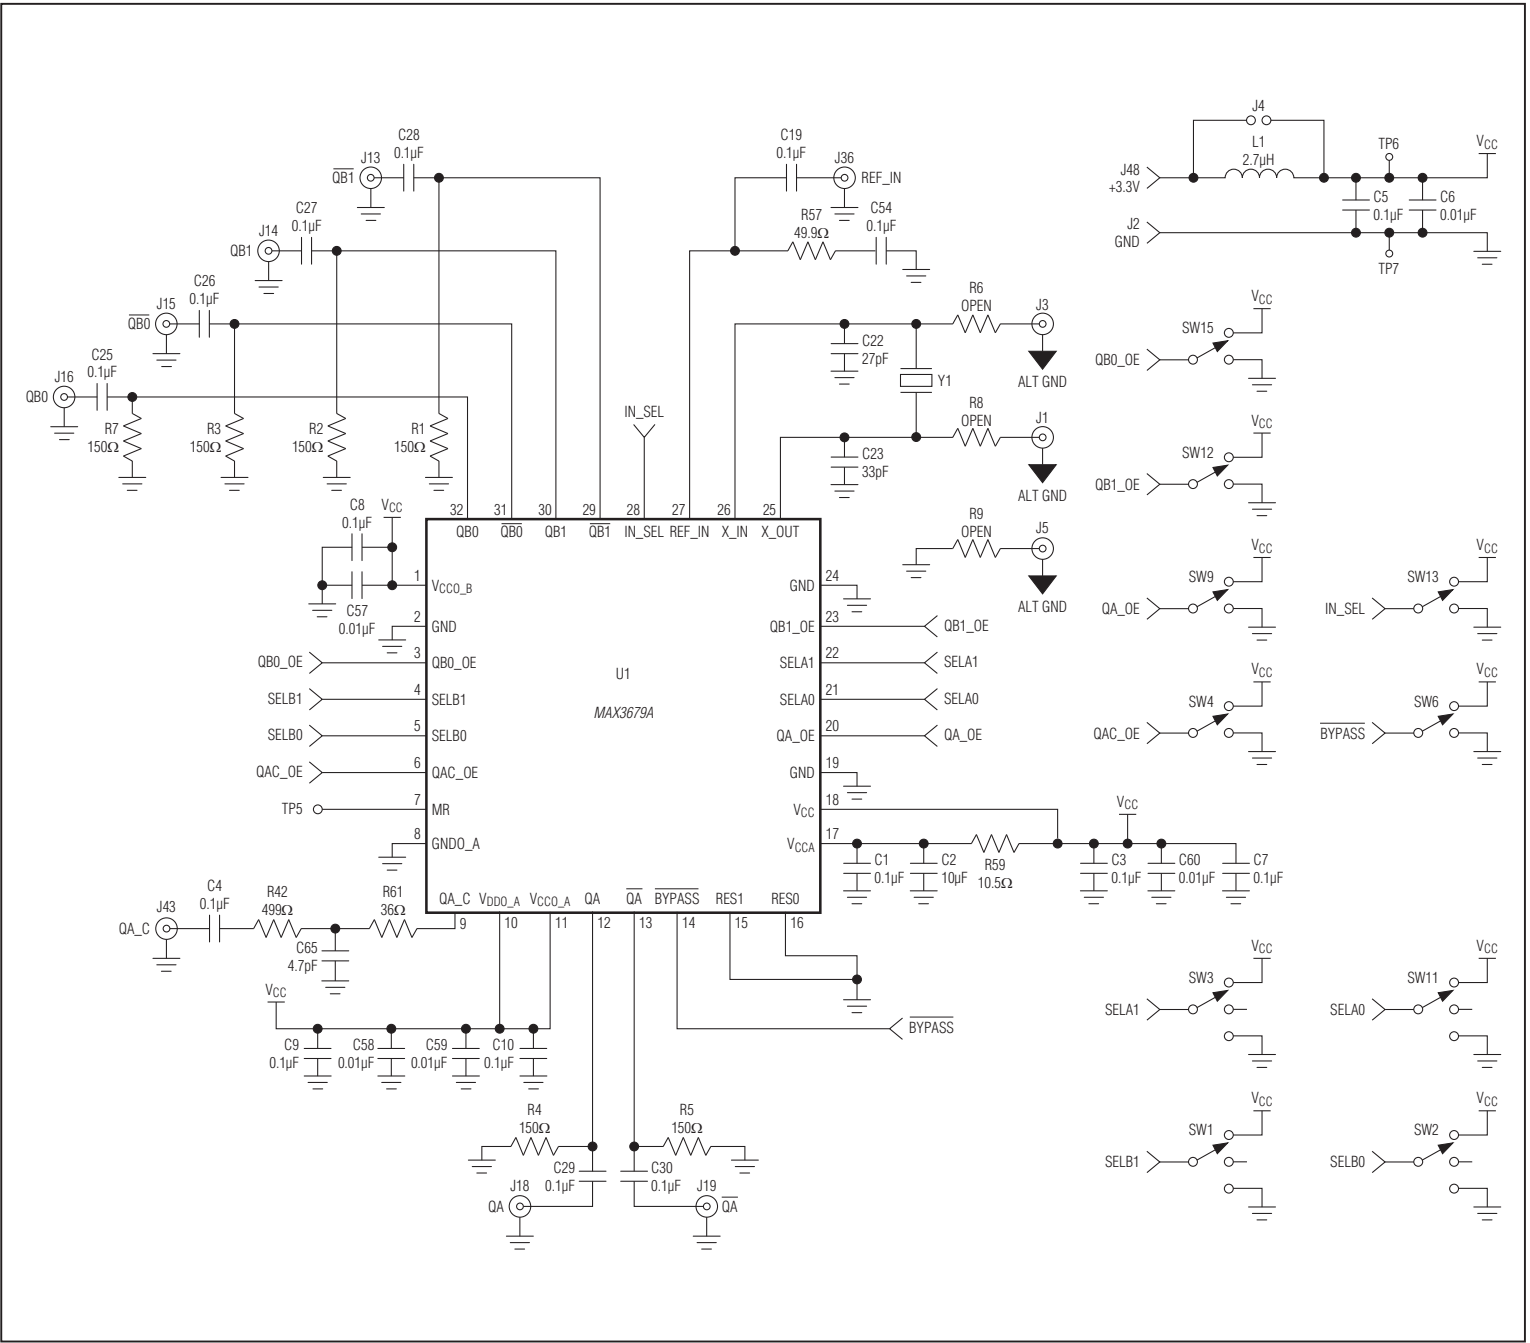 C28
0.1µF
J13
QB1
C19
0.1µF
J36
REF_IN
J4
L1
2.7µH
TP6
VCC
J48
+3.3V
C5
0.1µF
C6
0.01µF
J2
GND
TP7
C27
0.1µF
J14
QB1
R57
49.9Ω
C54
0.1µF
C26
0.1µF
J15
QB0
R6
OPEN
J3
C22
27pF
ALT GND
Y1
VCC
SW15
QB0_OE
C25
0.1µF
J16
QB0
R7
150Ω
R3
150Ω
R2
150Ω
R1
150Ω
IN_SEL
R8
OPEN
J1
C23
33pF
ALT GND
VCC
SW12
QB1_OE
C8
0.1µF
VCC
32
31
30
29
28
27
26
25
QB0
QB0
QB1
QB1
IN_SEL
REF_IN
X_IN
X_OUT
R9
OPEN
J5
ALT GND
VCC
SW9
QA_OE
VCC
SW13
IN_SEL
C57
0.01µF
1
VCCO_B
2
GND
3
QB0_OE
QB0_OE
4
SELB1
SELB1
5
SELB0
SELB0
6
QAC_OE
QAC_OE
7
MR
TP5
8
GNDO_A
U1
MAX3679A
24
GND
23
QB1_OE
QB1_OE
22
SELA1
SELA1
21
SELA0
SELA0
20
QA_OE
QA_OE
19
GND
18
VCC
17
VCCA
VCC
SW4
QAC_OE
VCC
SW6
BYPASS
VCC
C1
0.1µF
C2
10µF
R59
10.5Ω
C3
0.1µF
C60
0.01µF
C7
0.1µF
QA_C
VDDO_A
VCCO_A
QA
QA
BYPASS
RES1
RES0
9
10
11
12
13
14
15
16
J43
QA_C
C4
0.1µF
R42
499Ω
R61
36Ω
C65
4.7pF
VCC
C9
0.1µF
C58
0.01µF
C59
0.01µF
C10
0.1µF
BYPASS
VCC
SW3
SELA1
VCC
SW11
SELA0
R4
150Ω
R5
150Ω
C29
0.1µF
C30
0.1µF
J18
QA
J19
QA
VCC
SW1
SELB1
VCC
SW2
SELB0